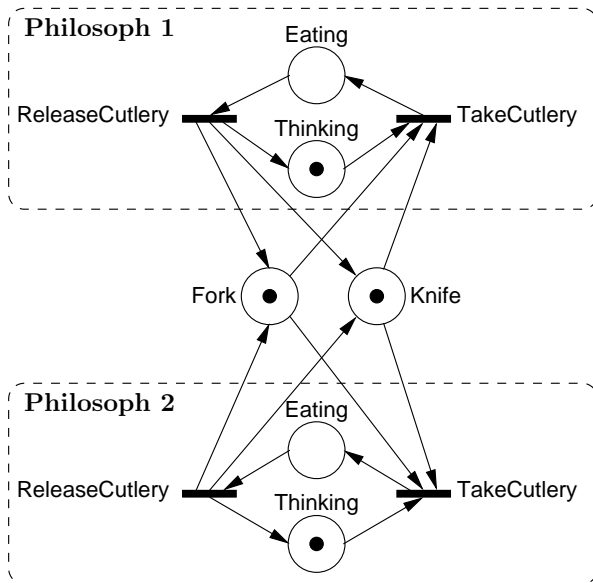 Philosoph 1
Eating
ReleaseCutlery
TakeCutlery
Thinking
Fork
Knife
Philosoph 2
Eating
ReleaseCutlery
TakeCutlery
Thinking